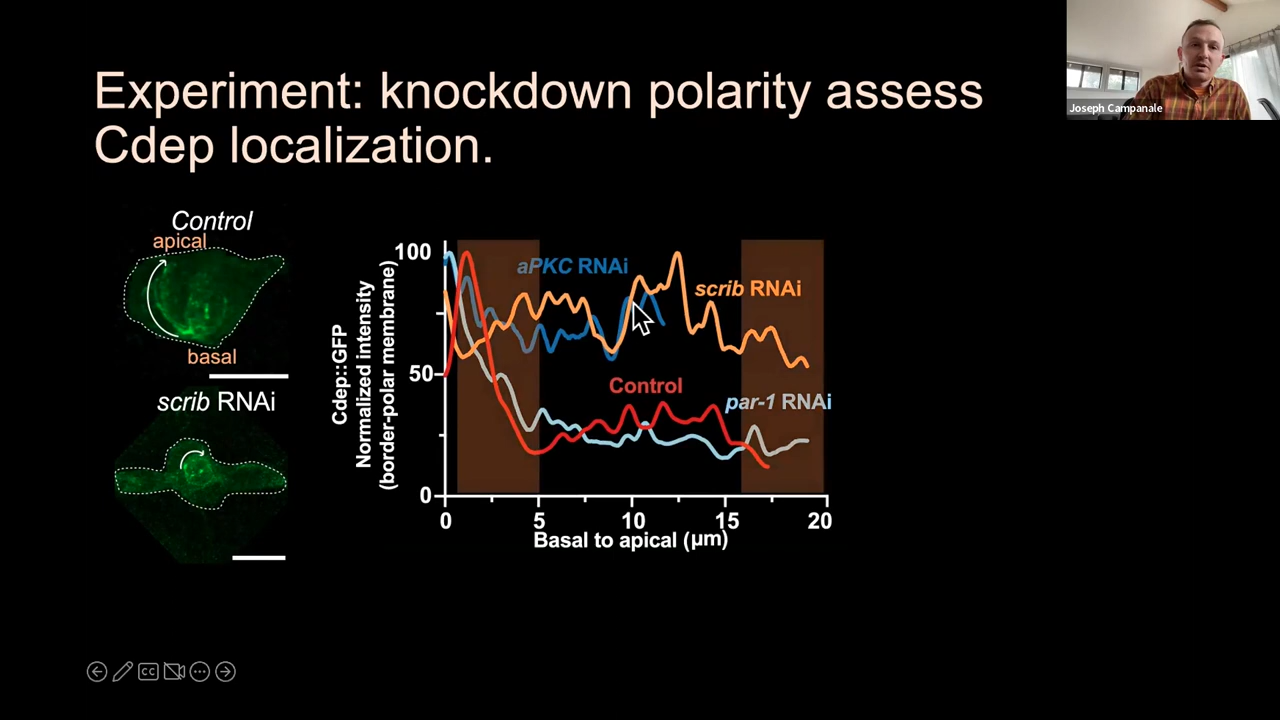 Joseph Campanale
Experiment: knockdown polarity assess
Cdep localization.
Control
apical
basal
scrib RNAi
Cdep::GFP
Normalized intensity
(border-polar membrane)
100
50
0
aPKC RNAi
scrib RNAi
Control
par-1 RNAi
0 5 10 15 20
Basal to apical (μm)
CC